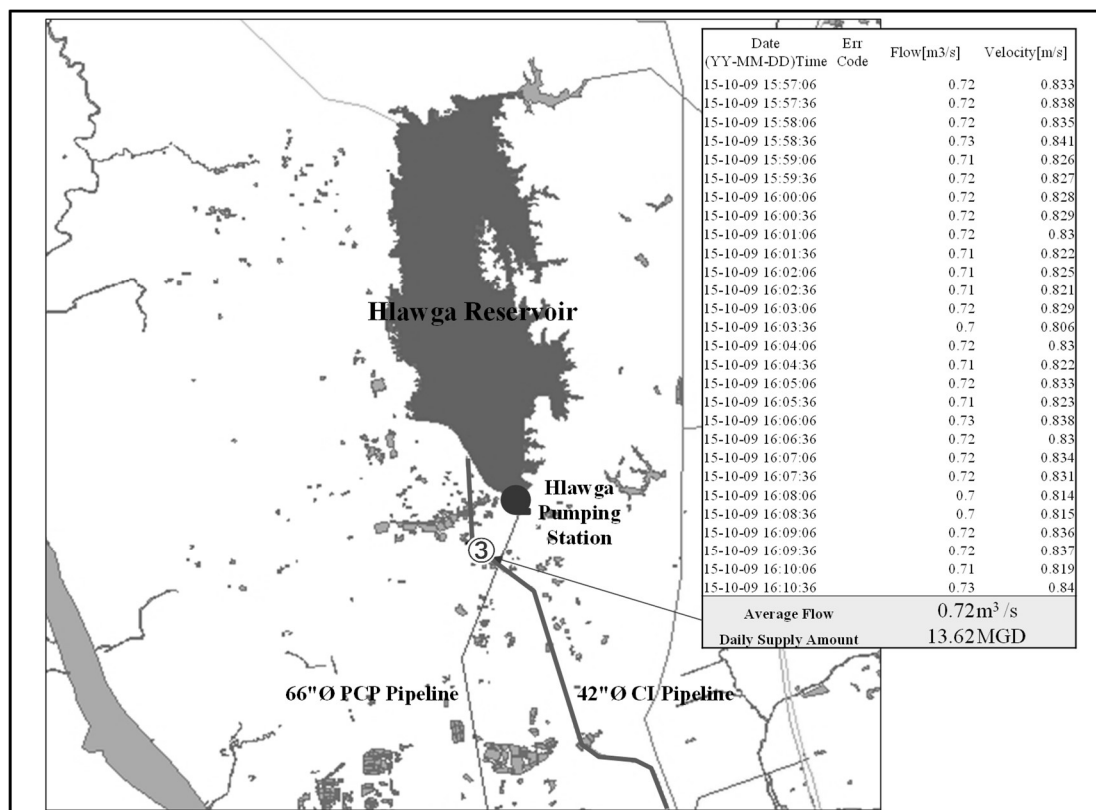 Date Err Flow[m3/s] Velocity[m/s]
(YY-MM-DD)Time Code
15-10-09 15:57:06 0.72 0.833
15-10-09 15:57:36 0.72 0.838
15-10-09 15:58:06 0.72 0.835
15-10-09 15:58:36 0.73 0.841
15-10-09 15:59:06 0.71 0.826
15-10-09 15:59:36 0.72 0.827
15-10-09 16:00:06 0.72 0.828
15-10-09 16:00:36 0.72 0.829
15-10-09 16:01:06 0.72 0.83
15-10-09 16:01:36 0.71 0.822
15-10-09 16:02:06 0.71 0.825
15-10-09 16:02:36 0.71 0.821
15-10-09 16:03:06 0.72 0.829
15-10-09 16:03:36 0.7 0.806
15-10-09 16:04:06 0.72 0.83
15-10-09 16:04:36 0.71 0.822
15-10-09 16:05:06 0.72 0.833
15-10-09 16:05:36 0.71 0.823
15-10-09 16:06:06 0.73 0.838
15-10-09 16:06:36 0.72 0.83
15-10-09 16:07:06 0.72 0.834
15-10-09 16:07:36 0.72 0.831
15-10-09 16:08:06 0.7 0.814
15-10-09 16:08:36 0.7 0.815
15-10-09 16:09:06 0.72 0.836
15-10-09 16:09:36 0.72 0.837
15-10-09 16:10:06 0.71 0.819
15-10-09 16:10:36 0.73 0.84
Average Flow 0.72m³/s
Daily Supply Amount 13.62MGD
Hlawga Reservoir
Hlawga
Pumping
Station
③
66"Ø PCP Pipeline
42"Ø CI Pipeline